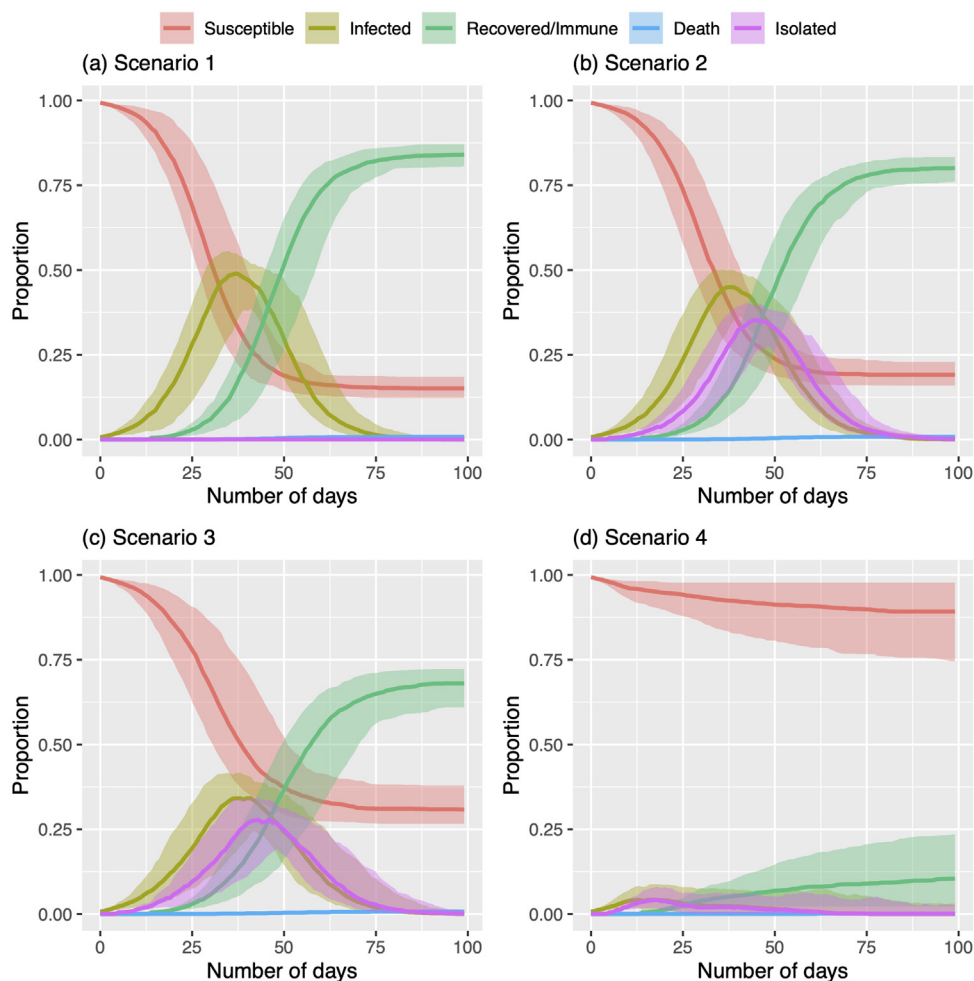 Susceptible Infected Recovered/Immune Death Isolated
(a) Scenario 1
(b) Scenario 2
1.00
0.75
0.50
0.25
0.00
Proportion
0 25 50 75 100
Number of days
1.00
0.75
0.50
0.25
0.00
Proportion
0 25 50 75 100
Number of days
(c) Scenario 3
(d) Scenario 4
1.00
0.75
0.50
0.25
0.00
Proportion
0 25 50 75 100
Number of days
1.00
0.75
0.50
0.25
0.00
Proportion
0 25 50 75 100
Number of days